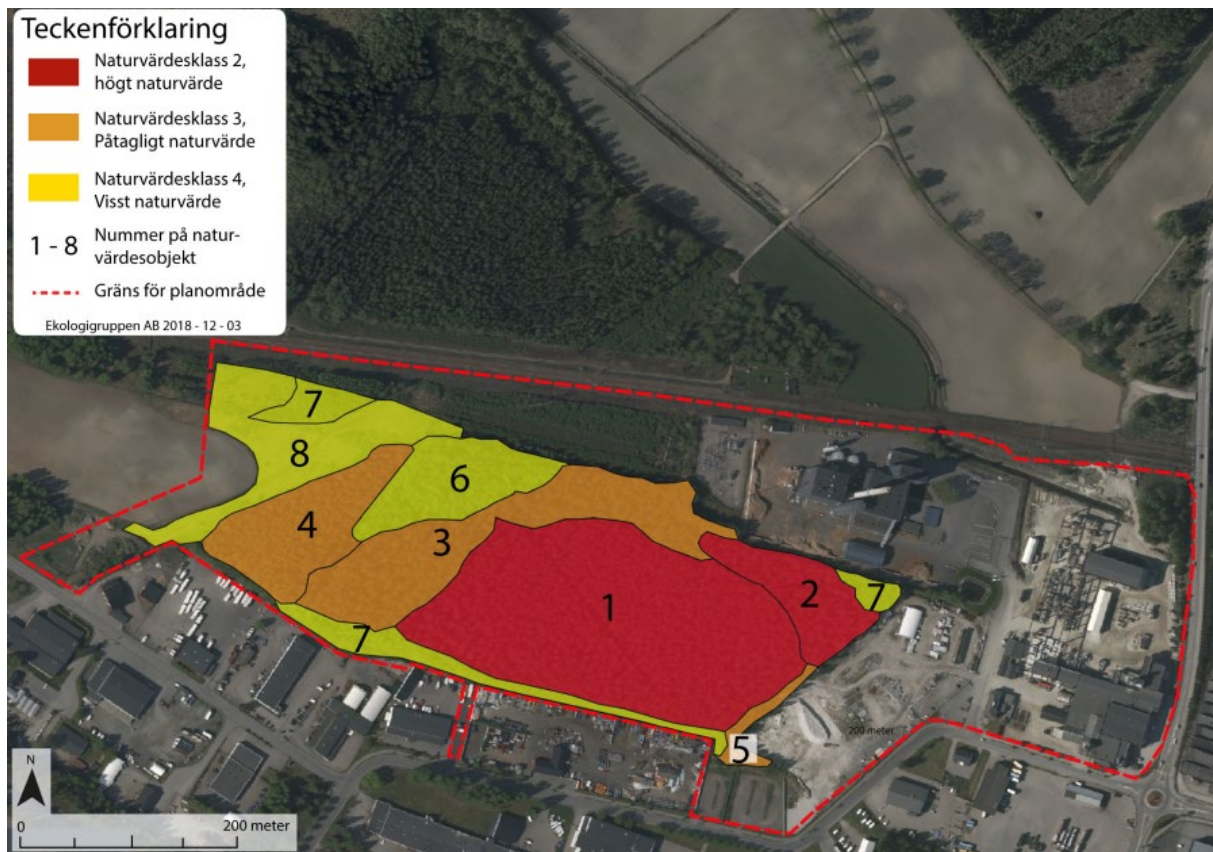 Teckenförklaring
Naturvärdesklass 2,
högt naturvärde
Naturvärdesklass 3,
Påtagligt naturvärde
Naturvärdesklass 4,
Visst naturvärde
1 - 8
Nummer på natur-
värdesobjekt
Gräns för planområde
Ekologigruppen AB 2018 - 12 - 03
7
8
6
4
3
1
2
7
7
200 meter
5
N
0
200 meter